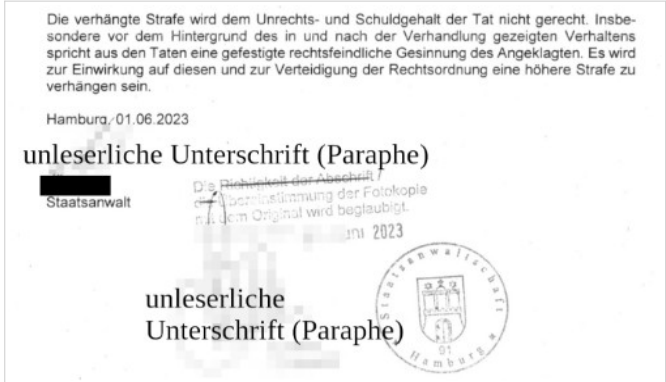 Die verhängte Strafe wird dem Unrechts- und Schuldgehalt der Tat nicht gerecht. Insbe-
sondere vor dem Hintergrund des in und nach der Verhandlung gezeigten Verhaltens
spricht aus den Taten eine gefestigte rechtsfeindliche Gesinnung des Angeklagten. Es wird
zur Einwirkung auf diesen und zur Verteidigung der Rechtsordnung eine höhere Strafe zu
verhängen sein.
Hamburg, 01.06.2023
unleserliche Unterschrift (Paraphe)
Staatsanwalt
Die Richtigkeit der Abschrift /
die Übereinstimmung der Fotokopie
mit dem Original wird beglaubigt.
2023
unleserliche
Unterschrift (Paraphe)
Staatsanwaltschaft
91
Hamburg